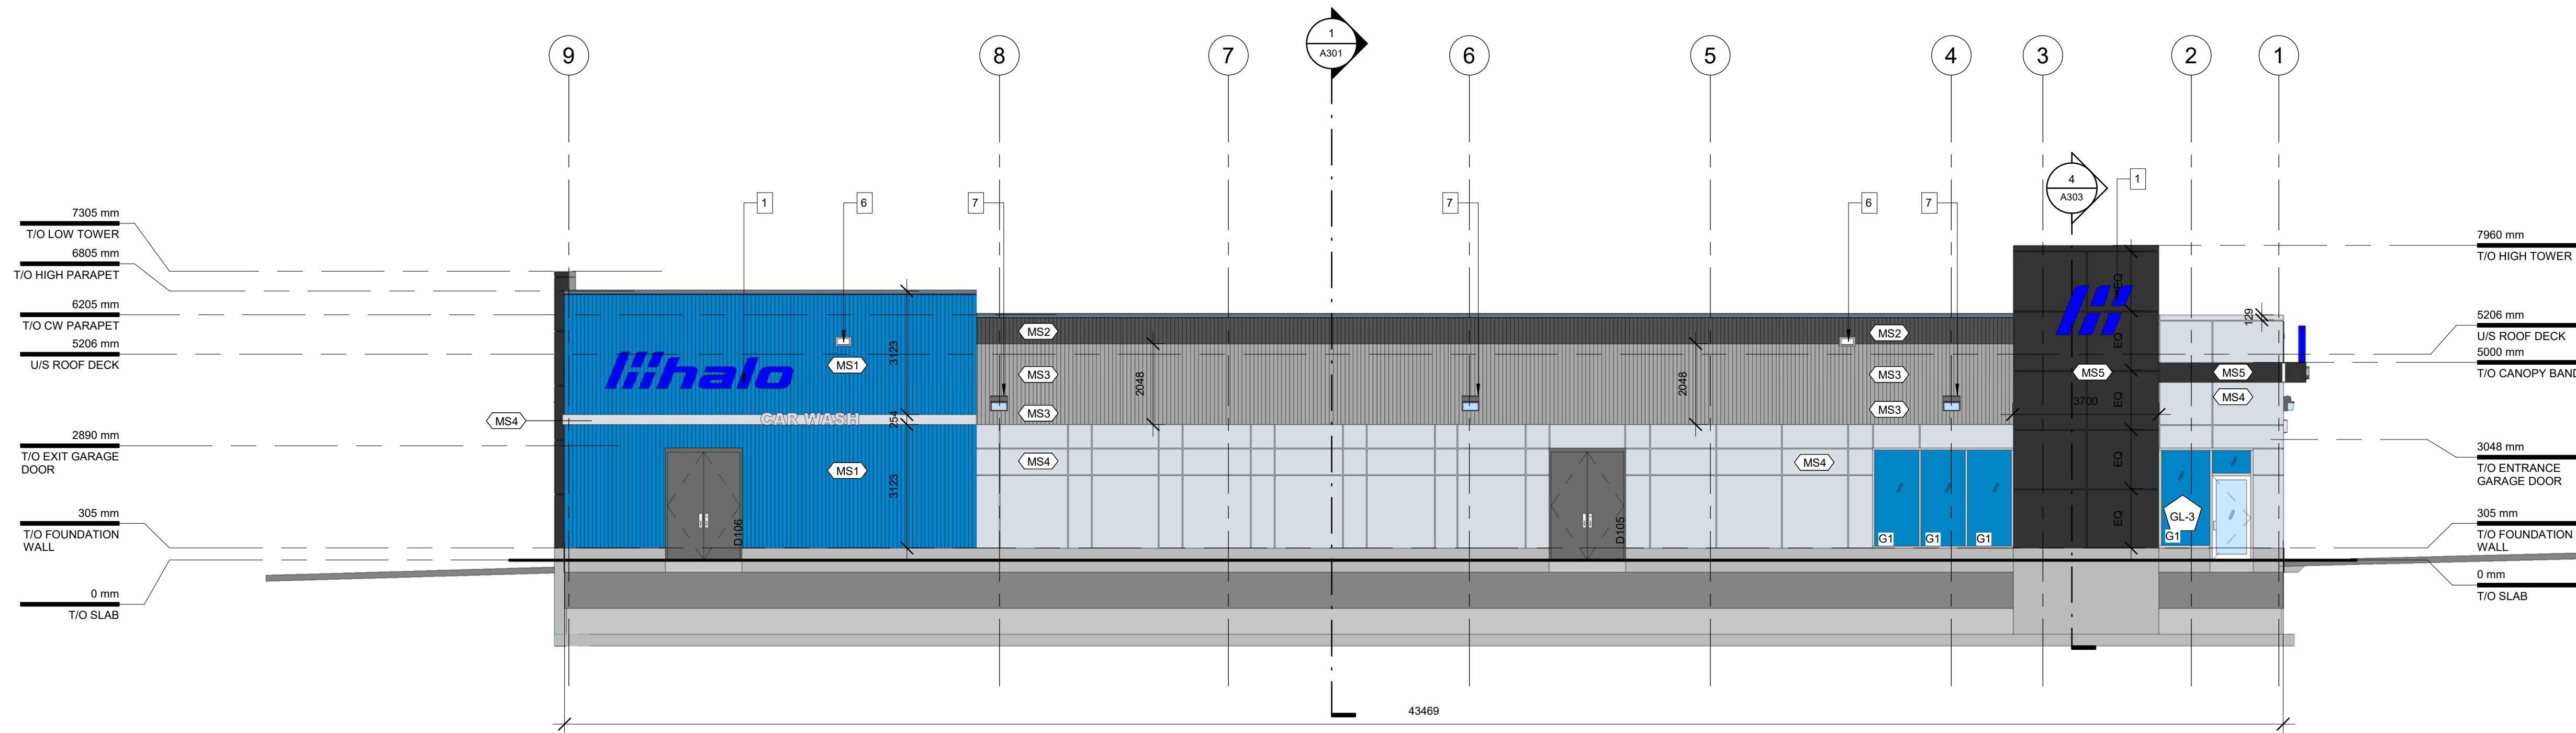 9
8
7
1
A301
6
5
4
3
2
1
4
A303
1
1
6
7
7
6
7
7305 mm
T/O LOW TOWER
6805 mm
T/O HIGH PARAPET
6205 mm
T/O CW PARAPET
5206 mm
U/S ROOF DECK
2890 mm
T/O EXIT GARAGE
DOOR
305 mm
T/O FOUNDATION
WALL
0 mm
T/O SLAB
MS4
halo
CAR WASH
MS1
MS1
3123
254
3123
D106
MS2
MS3
MS3
MS4
2048
2048
D105
MS2
MS3
MS3
MS4
G1
G1
G1
EQ
EQ
EQ
EQ
EQ
MS5
3700
129
MS5
MS4
GL-3
G1
7960 mm
T/O HIGH TOWER
5206 mm
U/S ROOF DECK
5000 mm
T/O CANOPY BAND
3048 mm
T/O ENTRANCE
GARAGE DOOR
305 mm
T/O FOUNDATION
WALL
0 mm
T/O SLAB
43469